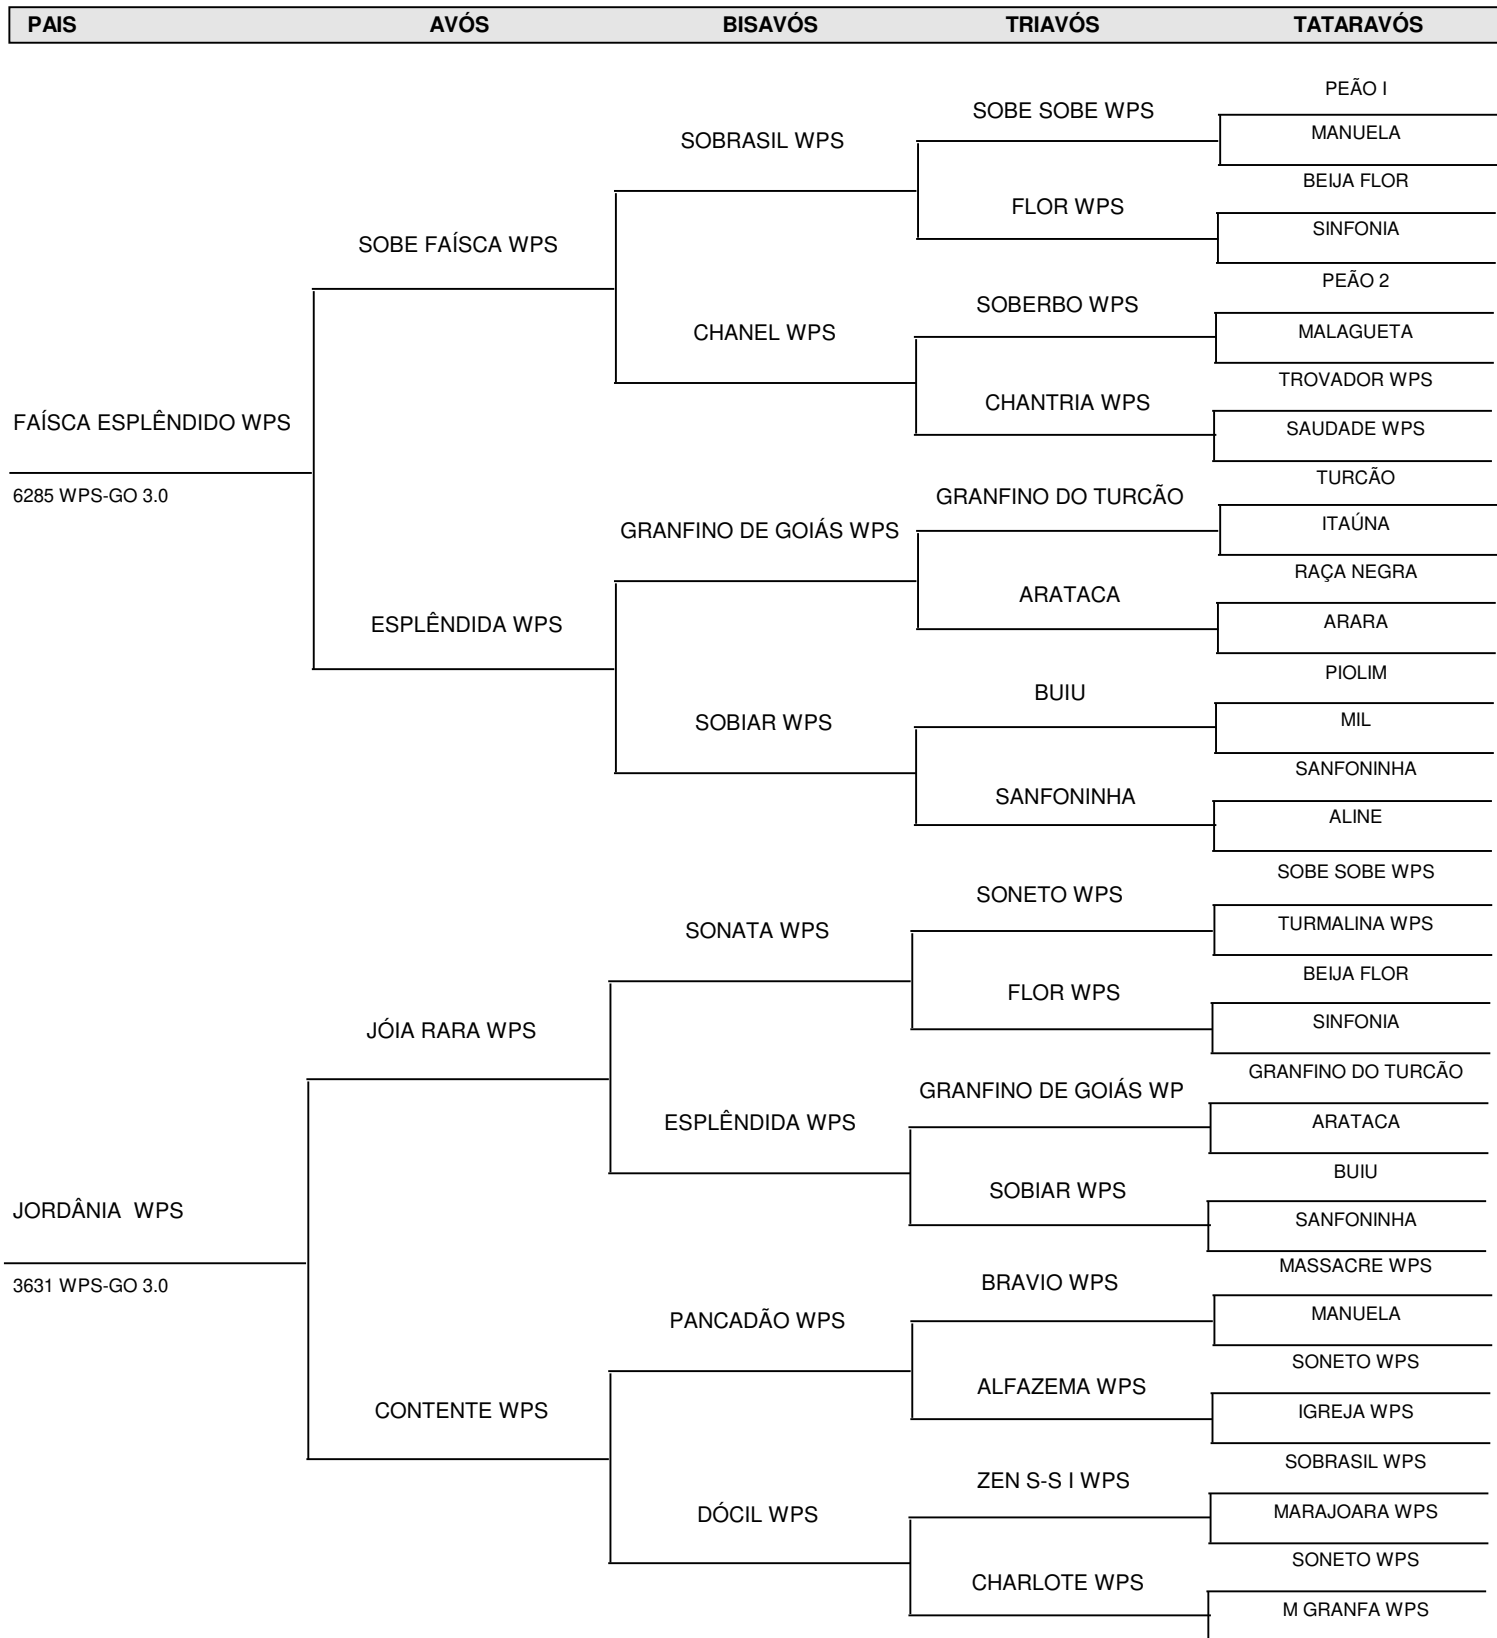 PAIS AVÓS BISAVÓS TRIAVÓS TATARAVÓS
PEÃO I
SOBE SOBE WPS
MANUELA
SOBRASIL WPS
BEIJA FLOR
FLOR WPS
SINFONIA
SOBE FAÍSCA WPS
PEÃO 2
SOBERBO WPS
MALAGUETA
CHANEL WPS
TROVADOR WPS
CHANTRIA WPS
SAUDADE WPS
FAÍSCA ESPLÊNDIDO WPS
6285 WPS-GO 3.0
TURCÃO
GRANFINO DO TURCÃO
ITAÚNA
GRANFINO DE GOIÁS WPS
RAÇA NEGRA
ARATACA
ARARA
ESPLÊNDIDA WPS
PIOLIM
BUIU
MIL
SOBIAR WPS
SANFONINHA
SANFONINHA
ALINE
SOBE SOBE WPS
SONETO WPS
TURMALINA WPS
SONATA WPS
BEIJA FLOR
FLOR WPS
SINFONIA
JÓIA RARA WPS
GRANFINO DO TURCÃO
GRANFINO DE GOIÁS WP
ARATACA
ESPLÊNDIDA WPS
BUIU
SOBIAR WPS
SANFONINHA
JORDÂNIA WPS
3631 WPS-GO 3.0
MASSACRE WPS
BRAVIO WPS
MANUELA
PANCADÃO WPS
SONETO WPS
ALFAZEMA WPS
IGREJA WPS
CONTENTE WPS
SOBRASIL WPS
ZEN S-S I WPS
MARAJOARA WPS
DÓCIL WPS
SONETO WPS
CHARLOTE WPS
M GRANFA WPS